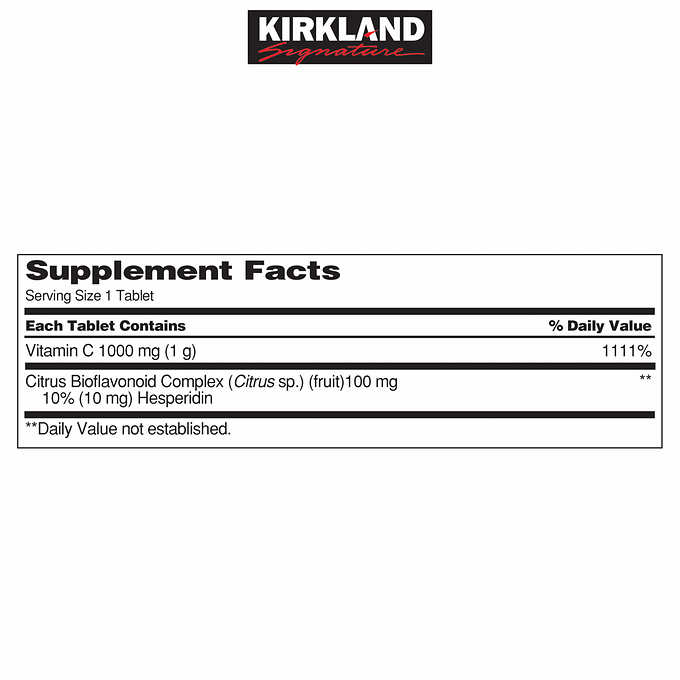 KIRKLAND
Signature
Supplement Facts
Serving Size 1 Tablet
Each Tablet Contains % Daily Value
Vitamin C 1000 mg (1 g) 1111%
Citrus Bioflavonoid Complex (Citrus sp.) (fruit)100 mg **
10% (10 mg) Hesperidin
**Daily Value not established.